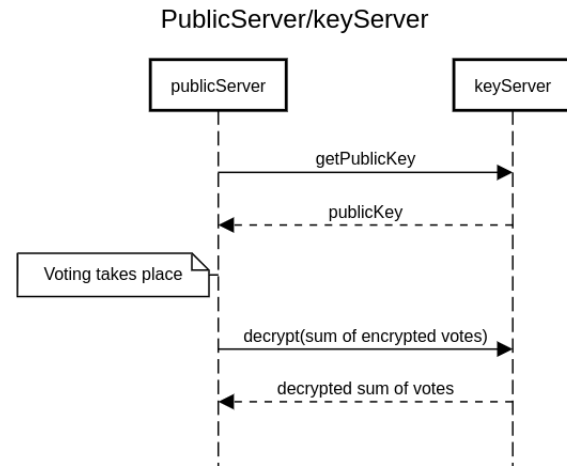 PublicServer/keyServer
publicServer
keyServer
getPublicKey
publicKey
Voting takes place
decrypt(sum of encrypted votes)
decrypted sum of votes